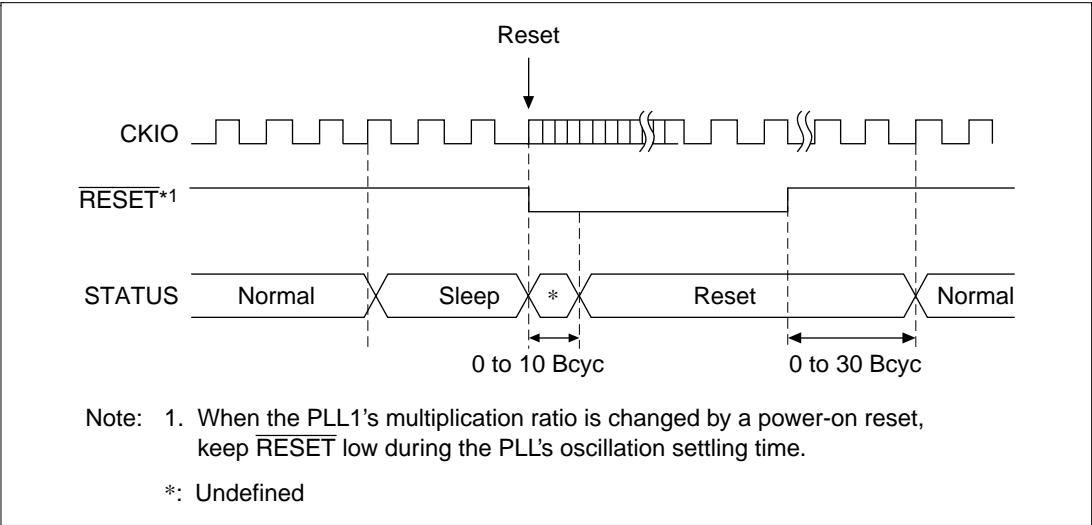 Reset
CKIO
RESET*1
STATUS Normal Sleep * Reset Normal
0 to 10 Bcyc 0 to 30 Bcyc
Note: 1. When the PLL1's multiplication ratio is changed by a power-on reset,
keep RESET low during the PLL's oscillation settling time.
*: Undefined